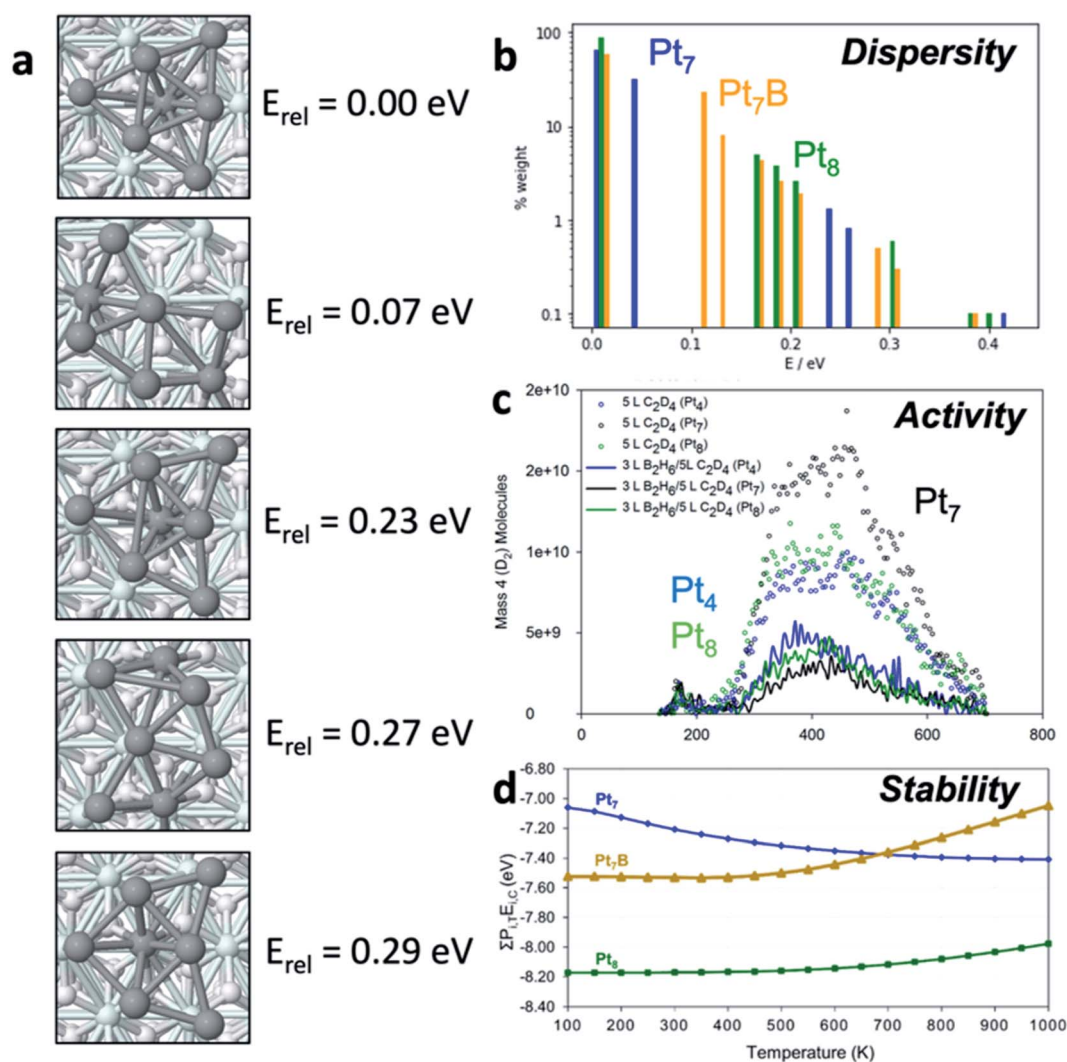 a
E_rel = 0.00 eV
E_rel = 0.07 eV
E_rel = 0.23 eV
E_rel = 0.27 eV
E_rel = 0.29 eV
b
Dispersity
Pt₇
Pt₇B
Pt₈
100
10
1
0.1
% weight
0.0 0.1 0.2 0.3 0.4
E / eV
c
Activity
2e+10
2e+10
1e+10
5e+9
0
Mass 4 (D₂) Molecules
5 L C₂D₄ (Pt₄)
5 L C₂D₄ (Pt₇)
5 L C₂D₄ (Pt₈)
3 L B₂H₆/5L C₂D₄ (Pt₄)
3 L B₂H₆/5 L C₂D₄ (Pt₇)
3 L B₂H₆/5 L C₂D₄ (Pt₈)
Pt₇
Pt₄
Pt₈
0 200 400 600 800
d
Stability
-6.80
-7.00
-7.20
-7.40
-7.60
-7.80
-8.00
-8.20
-8.40
ΣP_i,T E_i,C (eV)
Pt₇
Pt₇B
Pt₈
100 200 300 400 500 600 700 800 900 1000
Temperature (K)